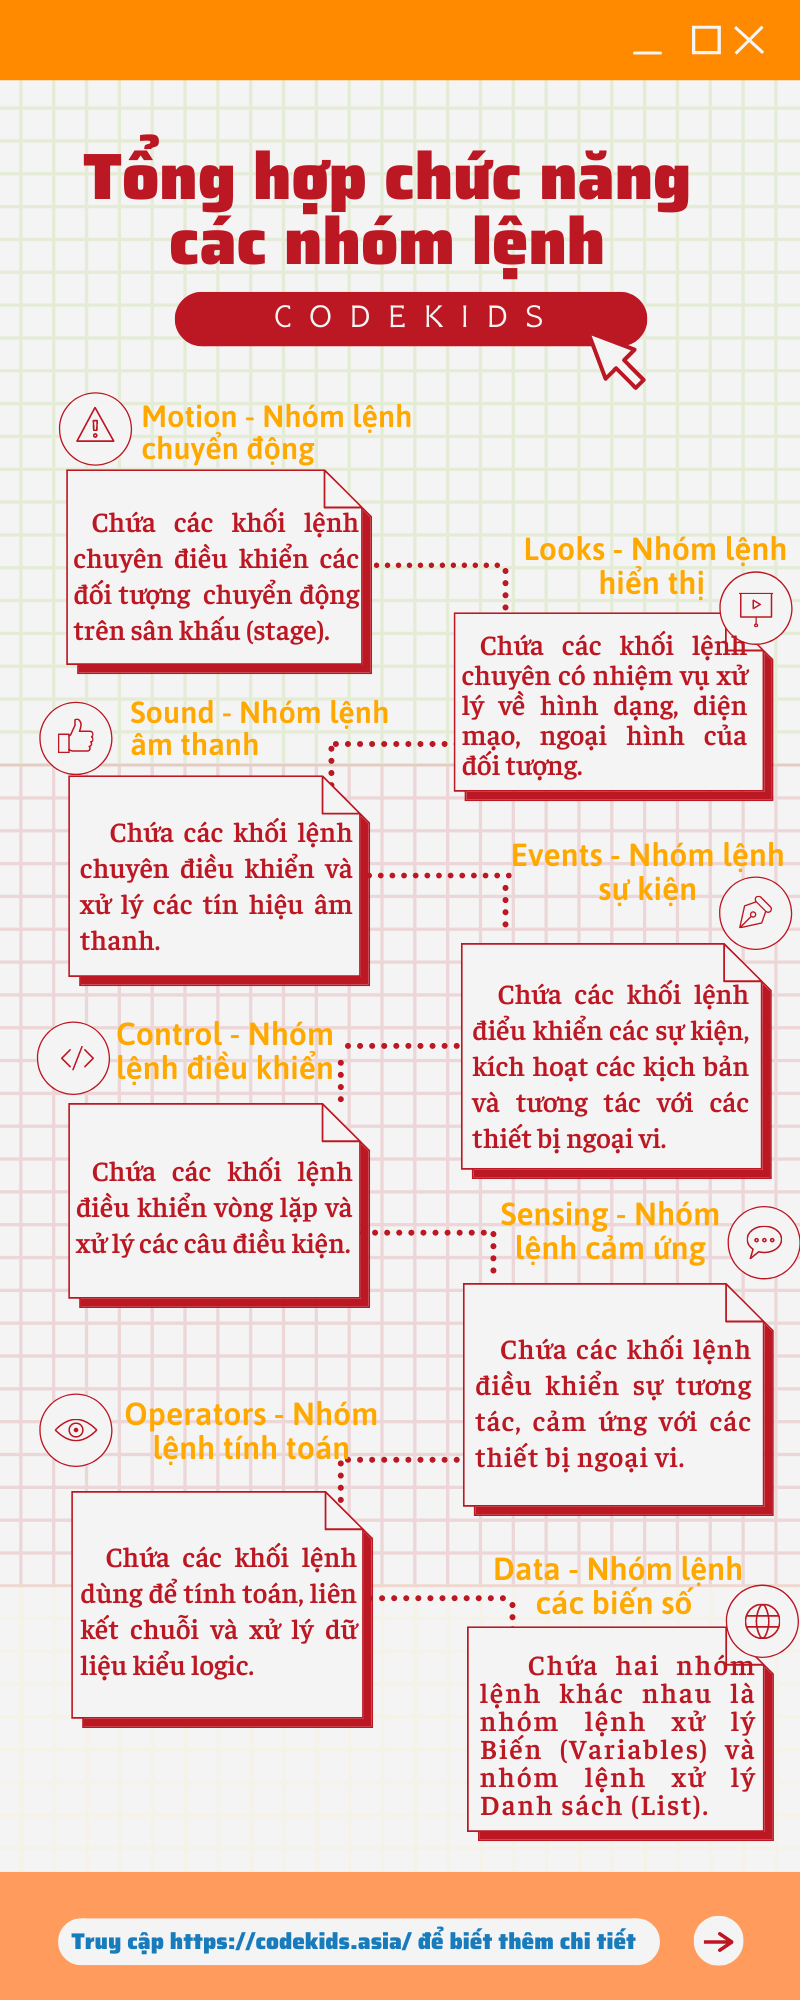 Tổng hợp chức năng
các nhóm lệnh
CODEKIDS
Motion - Nhóm lệnh
chuyển động
Chứa các khối lệnh
chuyên điều khiển các
đối tượng chuyển động
trên sân khấu (stage).
Looks - Nhóm lệnh
hiển thị
Chứa các khối lệnh
chuyên có nhiệm vụ xử
lý về hình dạng, diện
mạo, ngoại hình của
đối tượng.
Sound - Nhóm lệnh
âm thanh
Chứa các khối lệnh
chuyên điều khiển và
xử lý các tín hiệu âm
thanh.
Events - Nhóm lệnh
sự kiện
Chứa các khối lệnh
điểu khiển các sự kiện,
kích hoạt các kịch bản
và tương tác với các
thiết bị ngoại vi.
Control - Nhóm
lệnh điều khiển
Chứa các khối lệnh
điều khiển vòng lặp và
xử lý các câu điều kiện.
Sensing - Nhóm
lệnh cảm ứng
Chứa các khối lệnh
điều khiển sự tương
tác, cảm ứng với các
thiết bị ngoại vi.
Operators - Nhóm
lệnh tính toán
Chứa các khối lệnh
dùng để tính toán, liên
kết chuỗi và xử lý dữ
liệu kiểu logic.
Data - Nhóm lệnh
các biến số
Chứa hai nhóm
lệnh khác nhau là
nhóm lệnh xử lý
Biến (Variables) và
nhóm lệnh xử lý
Danh sách (List).
Truy cập https://codekids.asia/ để biết thêm chi tiết